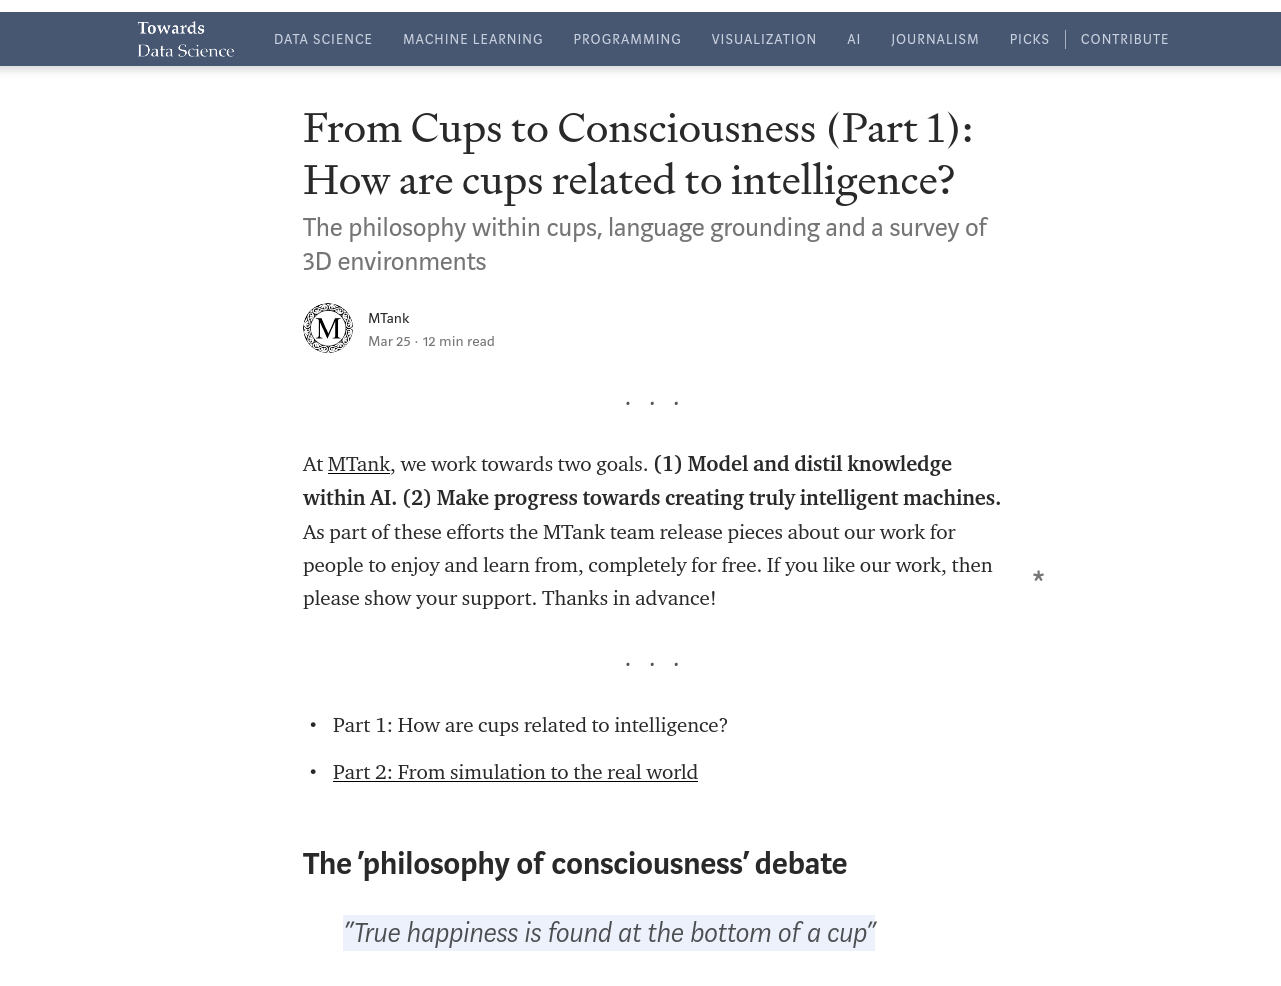 Towards
Data Science
DATA SCIENCE
MACHINE LEARNING
PROGRAMMING
VISUALIZATION
AI
JOURNALISM
PICKS
CONTRIBUTE
From Cups to Consciousness (Part 1):
How are cups related to intelligence?
The philosophy within cups, language grounding and a survey of
3D environments
M
MTank
Mar 25 · 12 min read
. . .
At MTank, we work towards two goals. (1) Model and distil knowledge
within AI. (2) Make progress towards creating truly intelligent machines.
As part of these efforts the MTank team release pieces about our work for
people to enjoy and learn from, completely for free. If you like our work, then
please show your support. Thanks in advance!
*
. . .
• Part 1: How are cups related to intelligence?
• Part 2: From simulation to the real world
The ’philosophy of consciousness’ debate
“True happiness is found at the bottom of a cup”